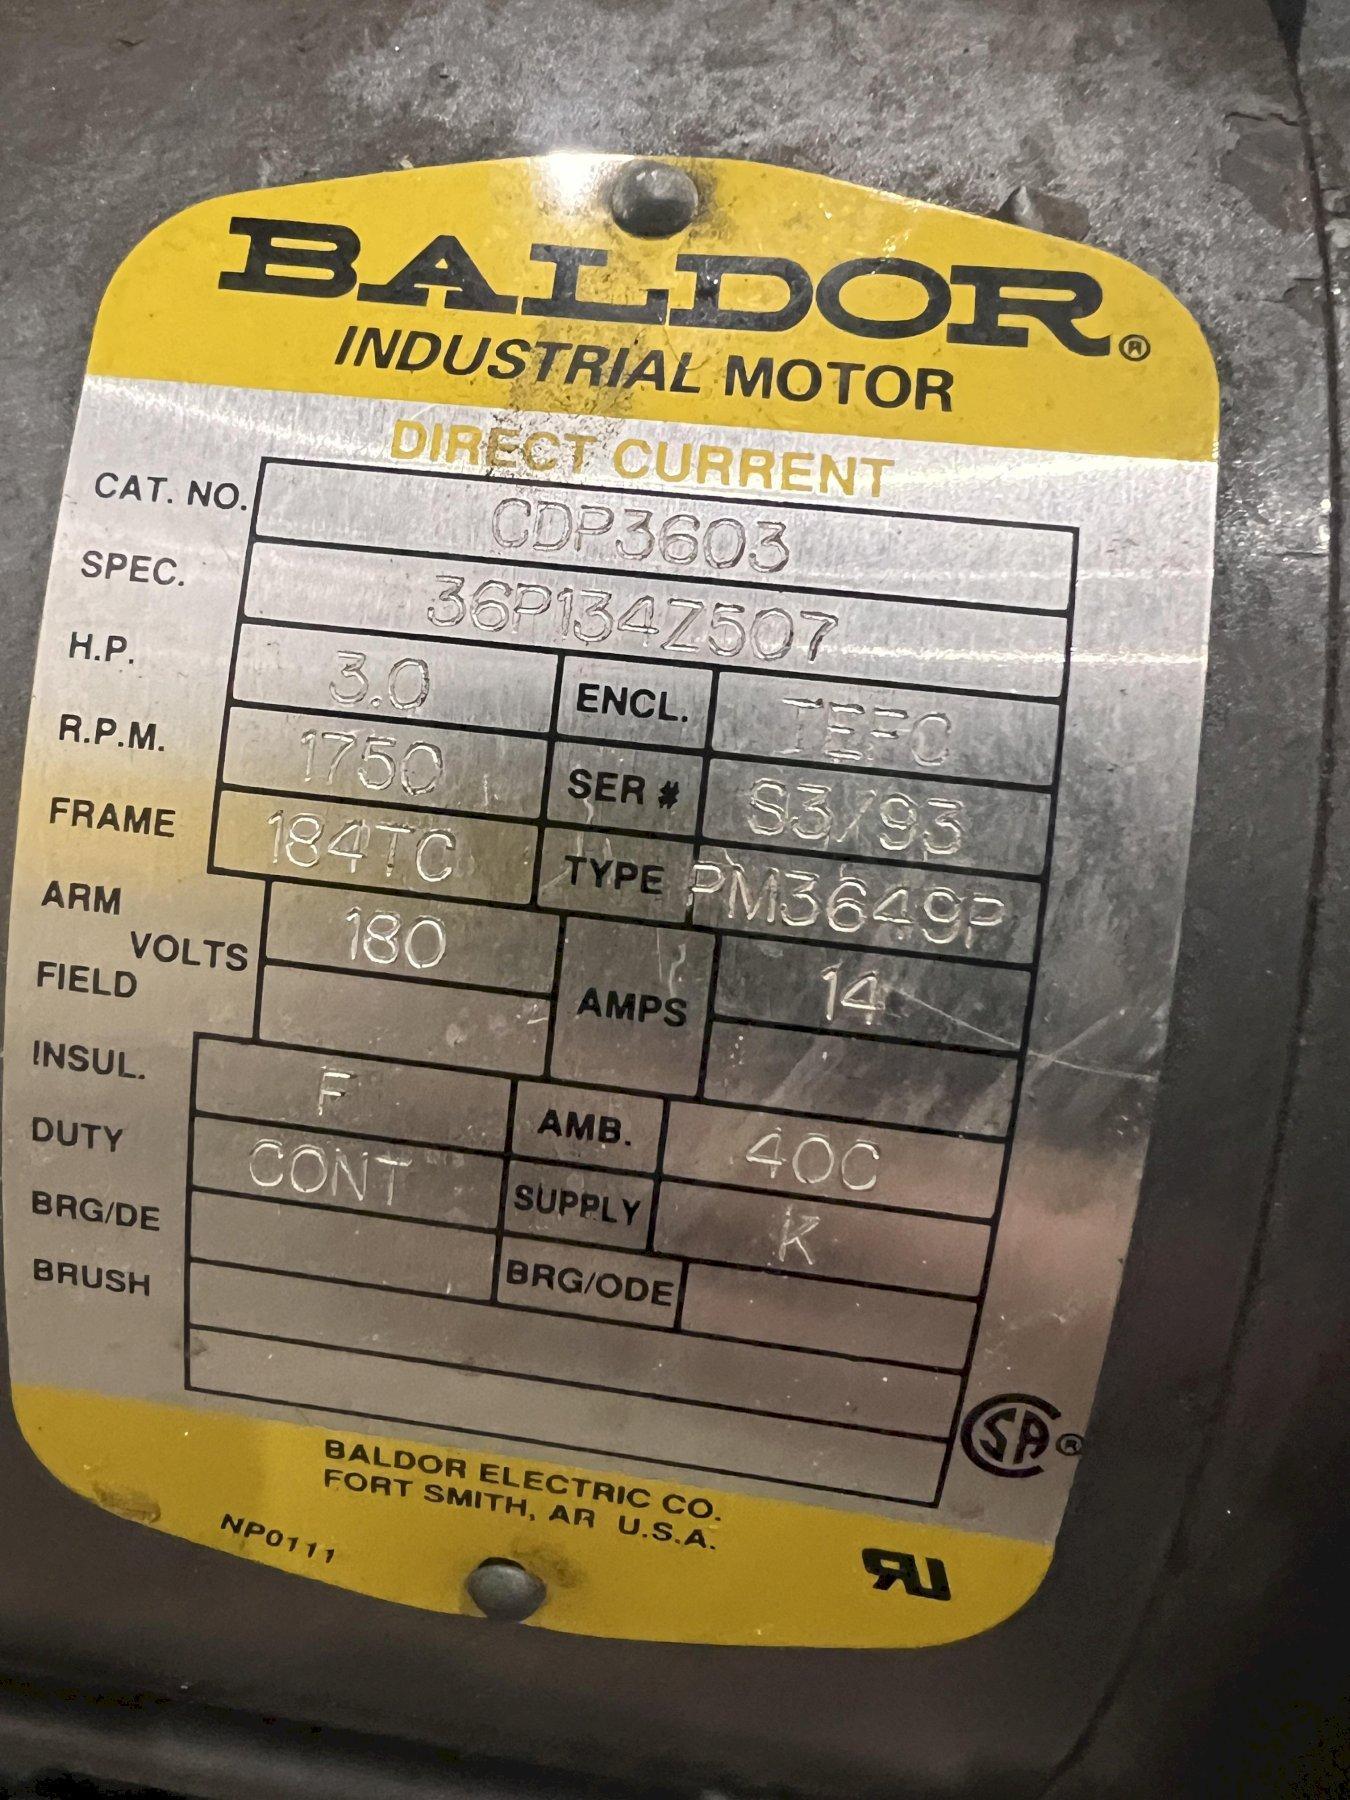 BALDOR®
INDUSTRIAL MOTOR
DIRECT CURRENT
CAT. NO. CDP3603
SPEC. 36P134Z507
H.P. 3.0 ENCL. TEFC
R.P.M. 1750 SER # S3/93
FRAME 184TC TYPE PM3649P
ARM VOLTS 180 AMPS 14
FIELD
INSUL. F AMB. 40C
DUTY CONT SUPPLY K
BRG/DE BRG/ODE
BRUSH
SA®
BALDOR ELECTRIC CO.
FORT SMITH, AR U.S.A.
NP0111
RU